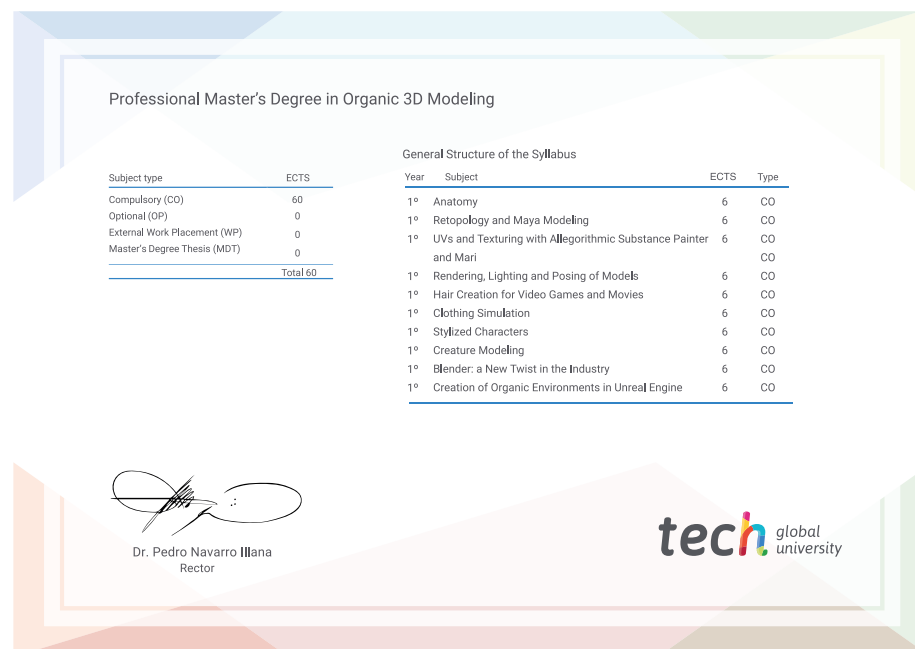 Professional Master's Degree in Organic 3D Modeling
Subject type ECTS
Compulsory (CO) 60
Optional (OP) 0
External Work Placement (WP) 0
Master's Degree Thesis (MDT) 0
Total 60
General Structure of the Syllabus
Year Subject ECTS Type
1º Anatomy 6 CO
1º Retopology and Maya Modeling 6 CO
1º UVs and Texturing with Allegorithmic Substance Painter 6 CO
and Mari CO
1º Rendering, Lighting and Posing of Models 6 CO
1º Hair Creation for Video Games and Movies 6 CO
1º Clothing Simulation 6 CO
1º Stylized Characters 6 CO
1º Creature Modeling 6 CO
1º Blender: a New Twist in the Industry 6 CO
1º Creation of Organic Environments in Unreal Engine 6 CO
Dr. Pedro Navarro Illana
Rector
tech global
university